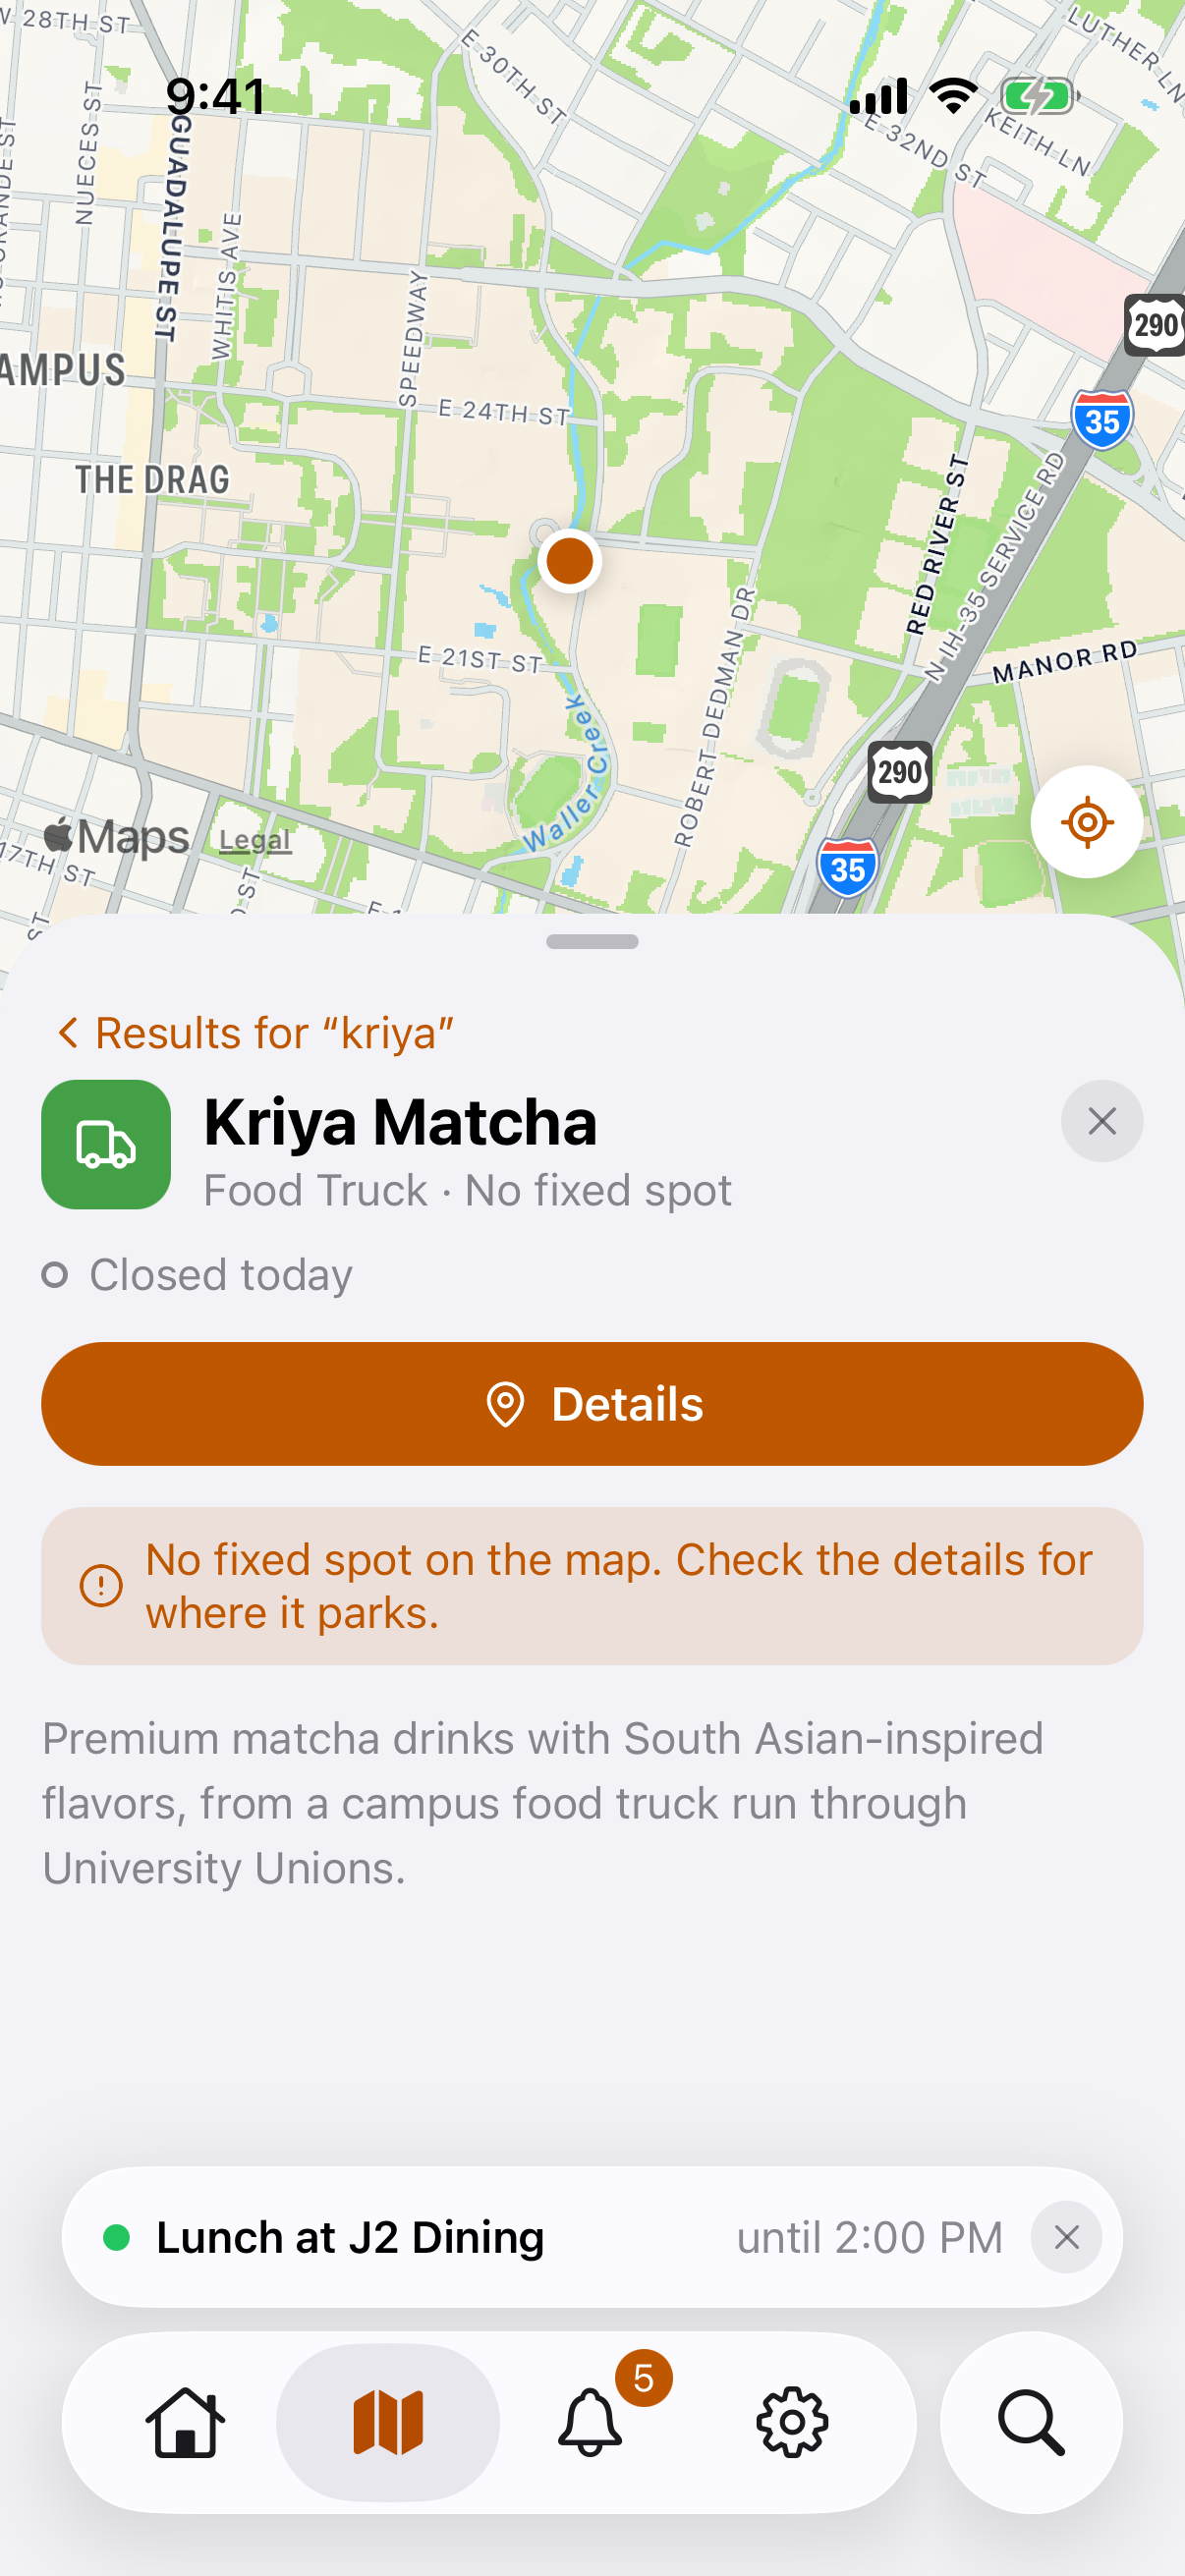 W 28TH ST
NUECES ST
GUADALUPE ST
WHITIS AVE
SPEEDWAY
E 30TH ST
9:41
E 32ND ST
KEITH LN
LUTHER LN
290
35
AMPUS
E 24TH ST
THE DRAG
RED RIVER ST
N IH-35 SERVICE RD
MANOR RD
E 21ST ST
ROBERT DEDMAN DR
Waller Creek
290
35
Maps
Legal
17TH ST
Results for “kriya”
Kriya Matcha
Food Truck · No fixed spot
Closed today
Details
No fixed spot on the map. Check the details for
where it parks.
Premium matcha drinks with South Asian-inspired
flavors, from a campus food truck run through
University Unions.
Lunch at J2 Dining
until 2:00 PM
5